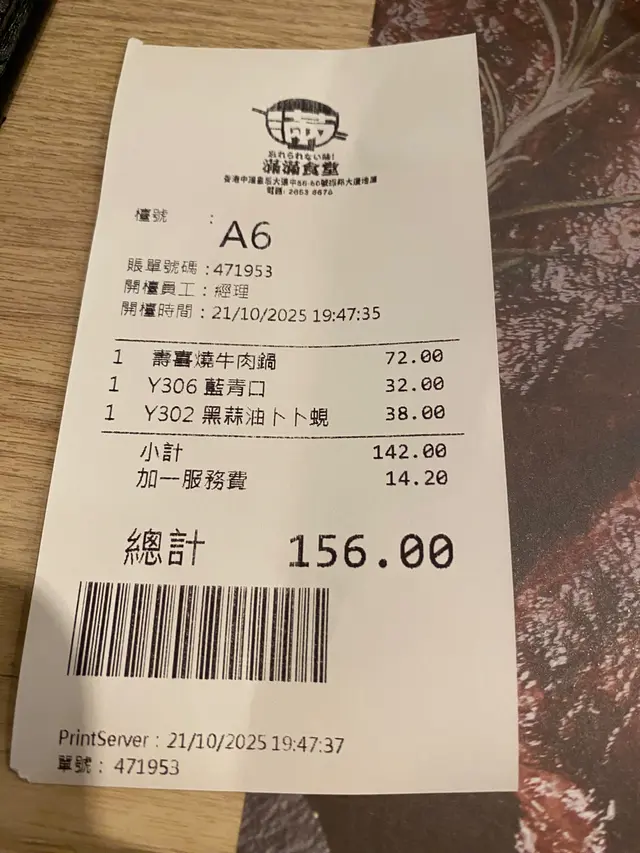 満
忘れられない味!
滿滿食堂
電話: 2853 8678
檯號 :
A6
賬單號碼 : 471953
開檯員工 : 經理
開檯時間 : 21/10/2025 19:47:35
1 壽喜燒牛肉鍋 72.00
1 Y306 藍青口 32.00
1 Y302 黑蒜油卜卜蜆 38.00
小計 142.00
加一服務費 14.20
總計 156.00
PrintServer : 21/10/2025 19:47:37
單號 : 471953